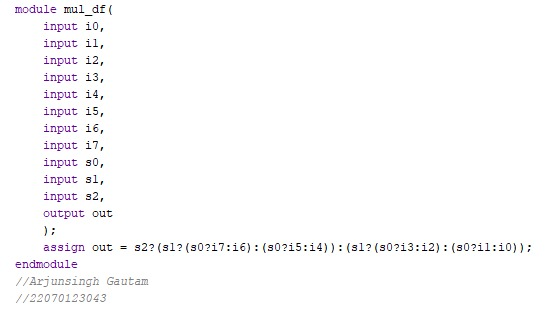 module mul_df(
input i0,
input i1,
input i2,
input i3,
input i4,
input i5,
input i6,
input i7,
input s0,
input s1,
input s2,
output out
);
assign out = s2?(s1?(s0?i7:i6):(s0?i5:i4)):(s1?(s0?i3:i2):(s0?i1:i0));
endmodule
//Arjunsingh Gautam
//22070123043